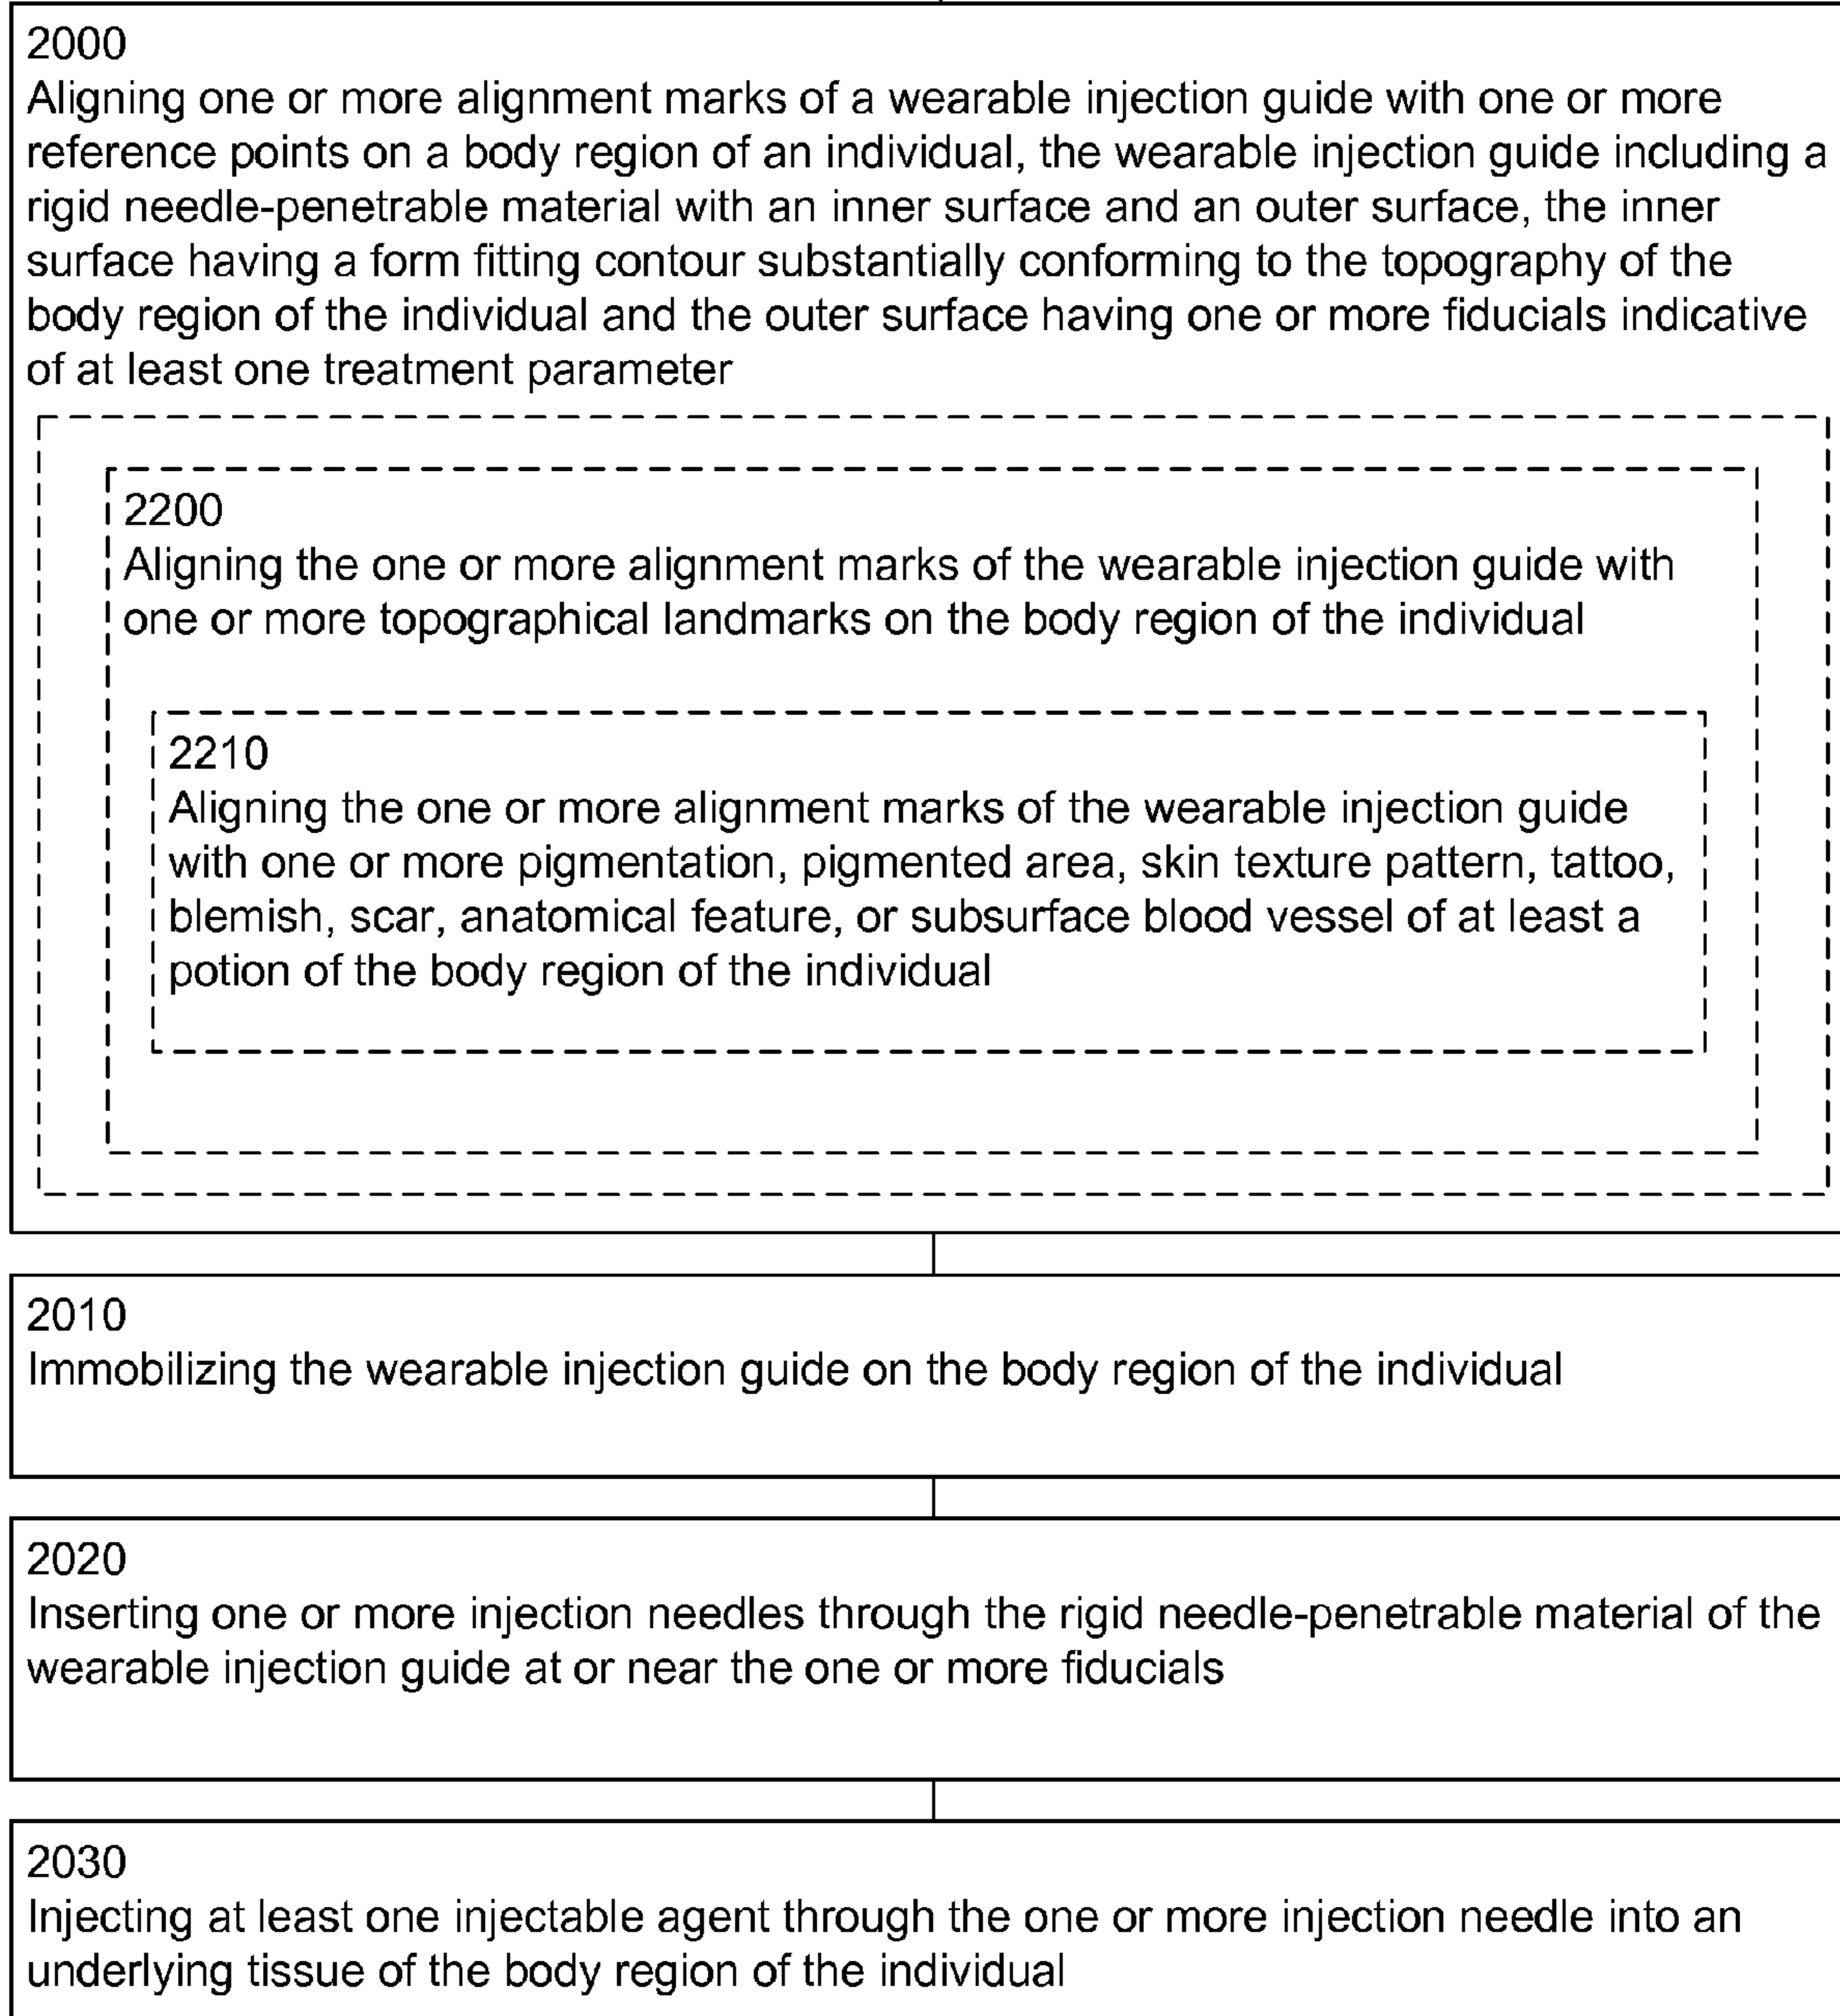 2000
Aligning one or more alignment marks of a wearable injection guide with one or more
reference points on a body region of an individual, the wearable injection guide including a
rigid needle-penetrable material with an inner surface and an outer surface, the inner
surface having a form fitting contour substantially conforming to the topography of the
body region of the individual and the outer surface having one or more fiducials indicative
of at least one treatment parameter
2200
Aligning the one or more alignment marks of the wearable injection guide with
one or more topographical landmarks on the body region of the individual
2210
Aligning the one or more alignment marks of the wearable injection guide
with one or more pigmentation, pigmented area, skin texture pattern, tattoo,
blemish, scar, anatomical feature, or subsurface blood vessel of at least a
potion of the body region of the individual
2010
Immobilizing the wearable injection guide on the body region of the individual
2020
Inserting one or more injection needles through the rigid needle-penetrable material of the
wearable injection guide at or near the one or more fiducials
2030
Injecting at least one injectable agent through the one or more injection needle into an
underlying tissue of the body region of the individual